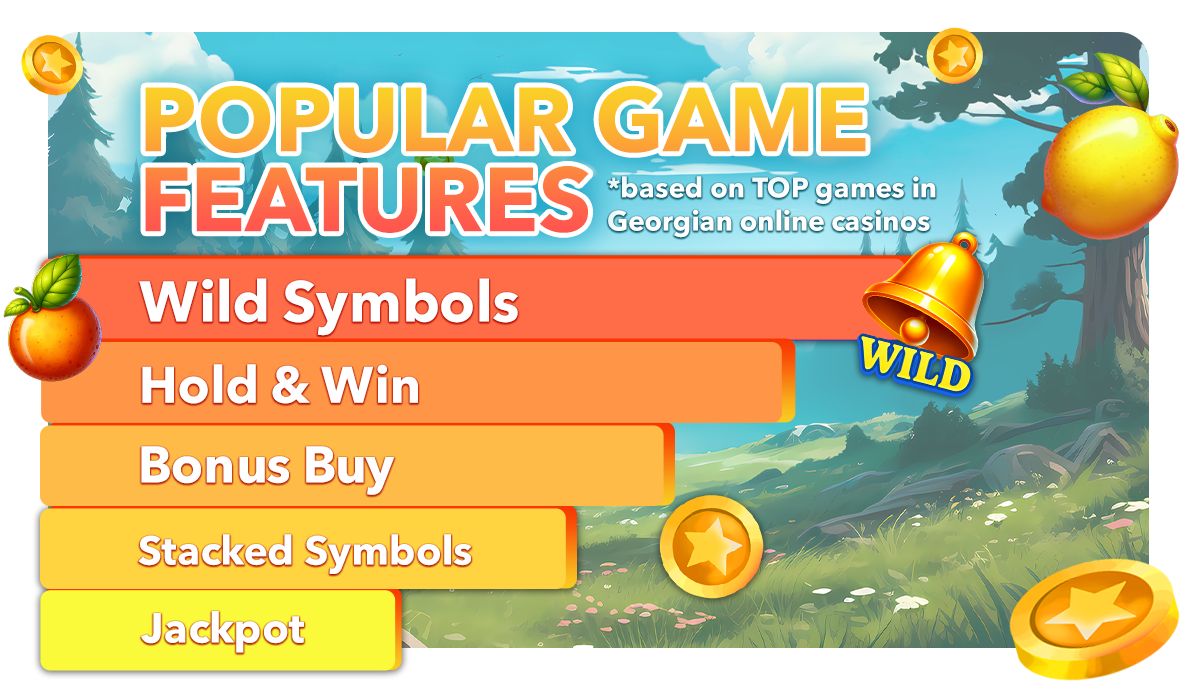 POPULAR GAME
FEATURES
*based on TOP games in
Georgian online casinos
Wild Symbols
WILD
Hold & Win
Bonus Buy
Stacked Symbols
Jackpot